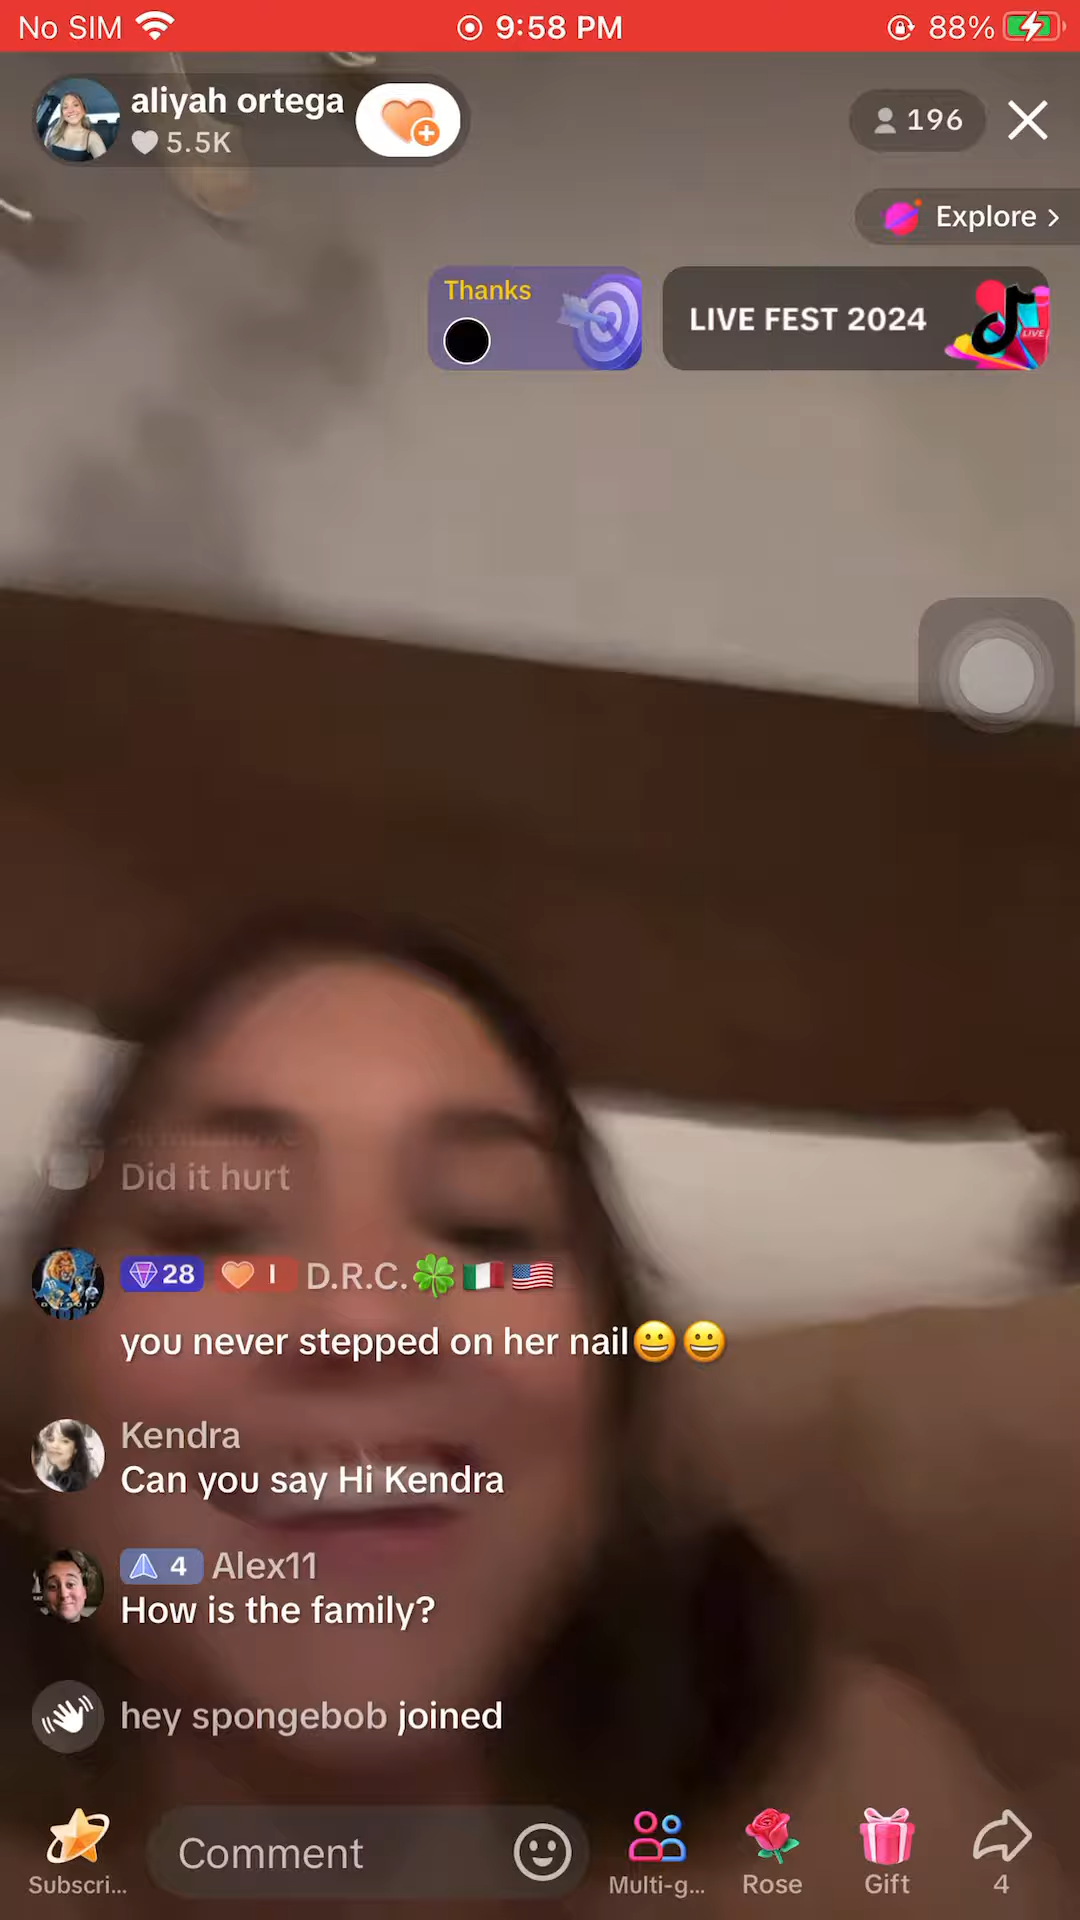 No SIM 9:58 PM 88%
aliyah ortega
5.5K
196
Explore >
Thanks
LIVE FEST 2024
LIVE
Did it hurt
28 I D.R.C.🍀🇮🇹🇺🇸
you never stepped on her nail😀😀
Kendra
Can you say Hi Kendra
4 Alex11
How is the family?
hey spongebob joined
Comment
Subscri... Multi-g... Rose Gift 4